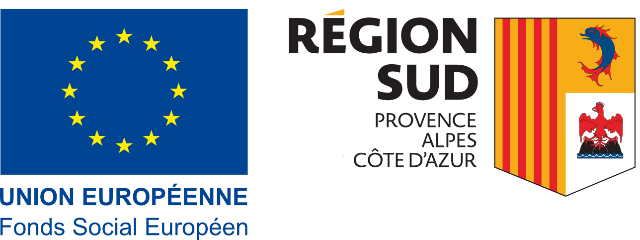 UNION EUROPÉENNE
Fonds Social Européen
RÉGION
SUD
PROVENCE
ALPES
CÔTE D'AZUR